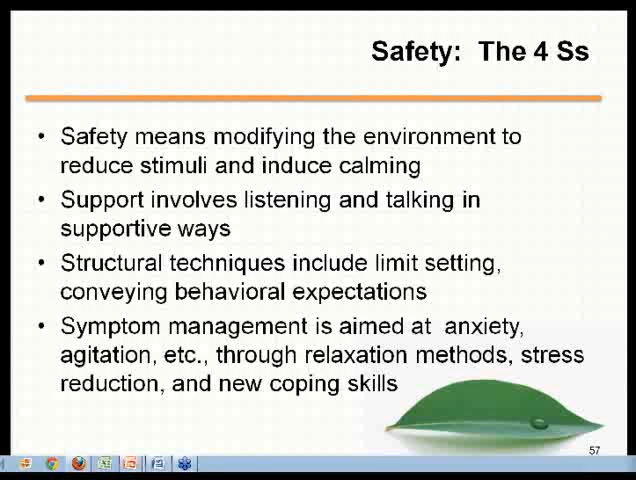 Safety: The 4 Ss
• Safety means modifying the environment to
reduce stimuli and induce calming
• Support involves listening and talking in
supportive ways
• Structural techniques include limit setting,
conveying behavioral expectations
• Symptom management is aimed at anxiety,
agitation, etc., through relaxation methods, stress
reduction, and new coping skills
57